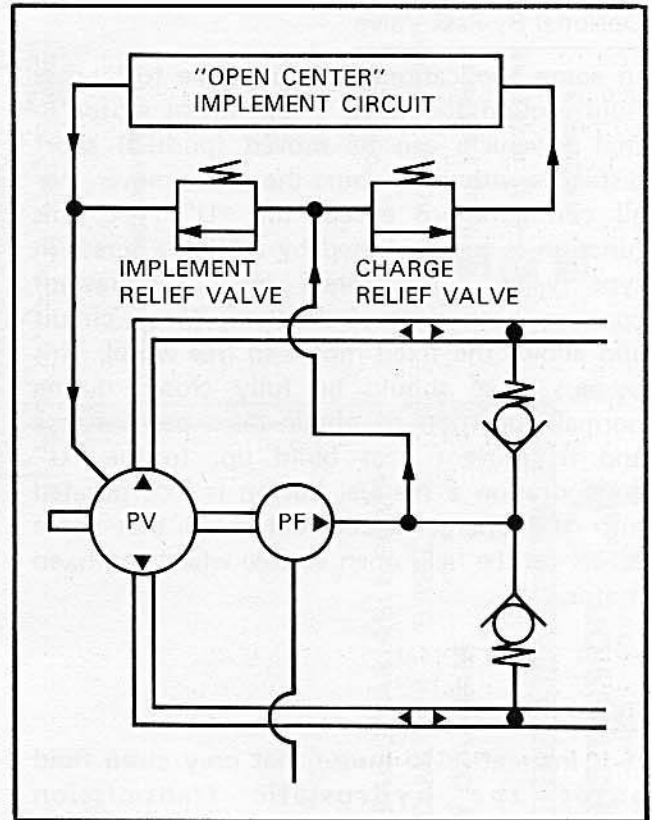 "OPEN CENTER"
IMPLEMENT CIRCUIT
IMPLEMENT
RELIEF VALVE
CHARGE
RELIEF VALVE
PV
PF